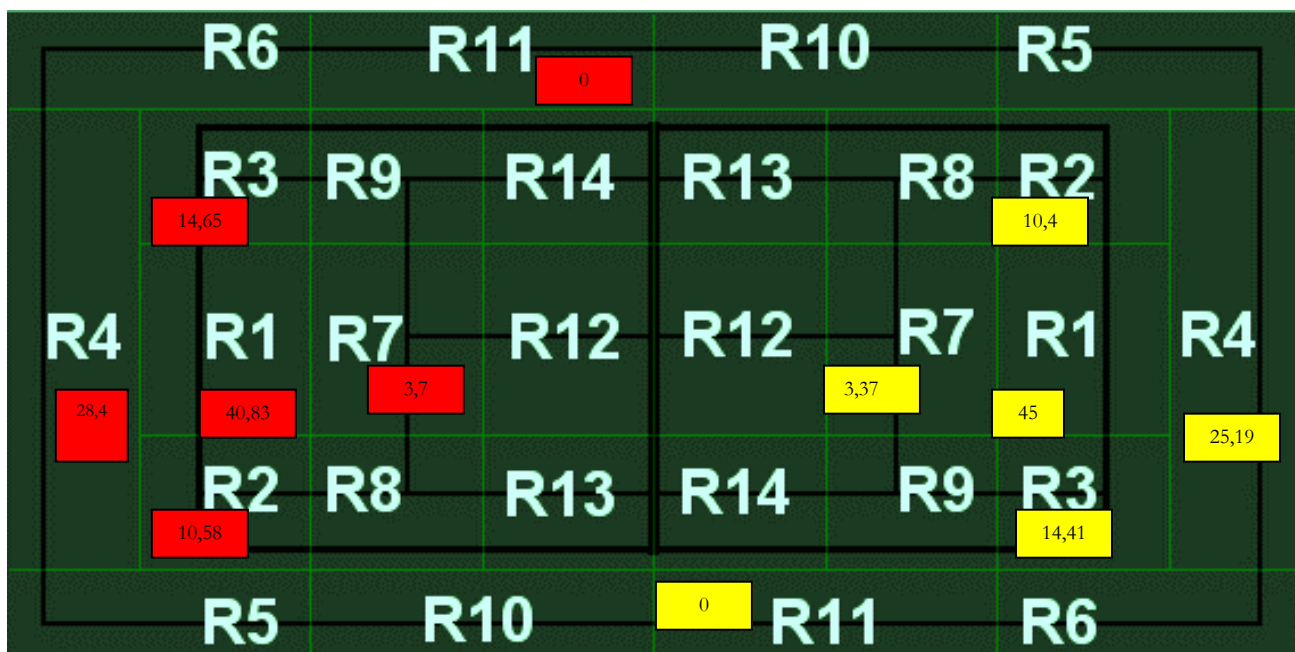 R6 R11 R10 R5
0
R3 R9 R14 R13 R8 R2
14,65 10,4
R4 R1 R7 R12 R12 R7 R1 R4
3,7 3,37
28,4 40,83 45
25,19
R2 R8 R13 R14 R9 R3
10,58 14,41
0
R5 R10 R11 R6